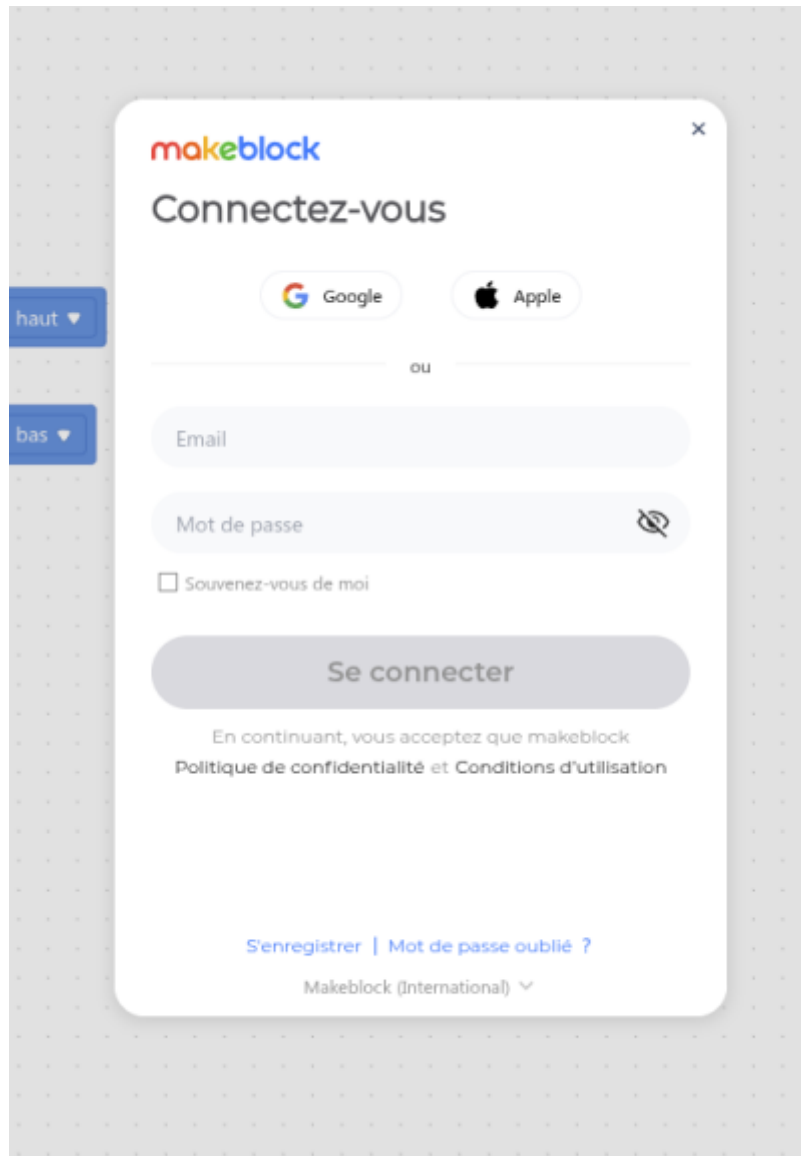 makeblock
×
Connectez-vous
Google
Apple
haut
ou
bas
Email
Mot de passe
Souvenez-vous de moi
Se connecter
En continuant, vous acceptez que makeblock
Politique de confidentialité et Conditions d'utilisation
S'enregistrer | Mot de passe oublié ?
Makeblock (International)